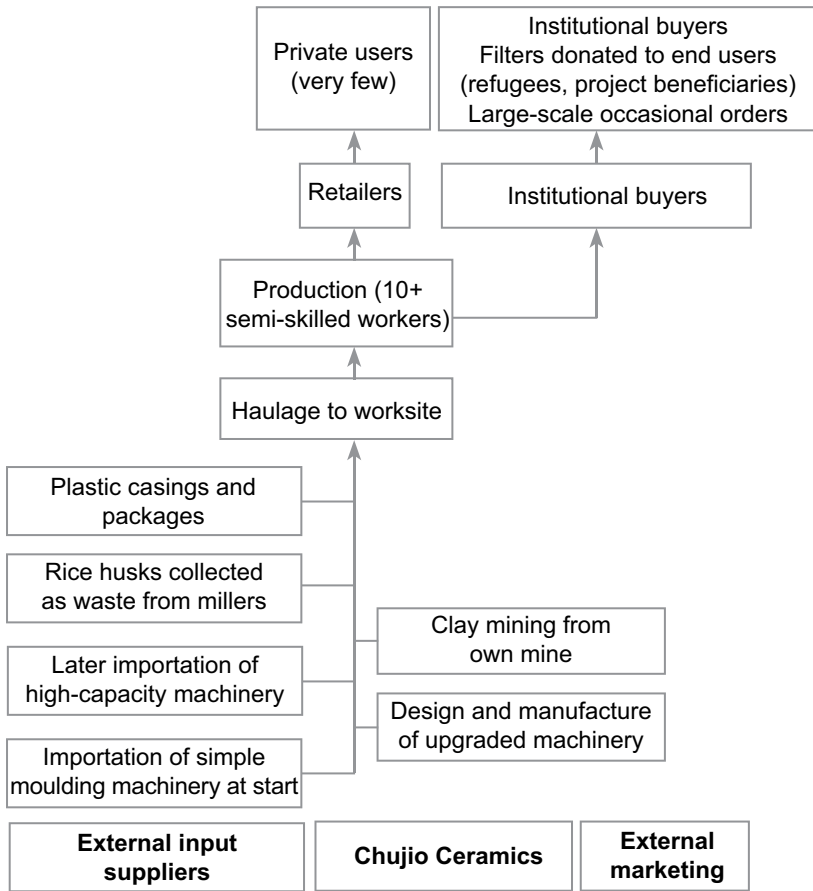 Private users
(very few)
Institutional buyers
Filters donated to end users
(refugees, project beneficiaries)
Large-scale occasional orders
Retailers
Institutional buyers
Production (10+
semi-skilled workers)
Haulage to worksite
Plastic casings and
packages
Rice husks collected
as waste from millers
Clay mining from
own mine
Later importation of
high-capacity machinery
Design and manufacture
of upgraded machinery
Importation of simple
moulding machinery at start
External input
suppliers
Chujio Ceramics
External
marketing